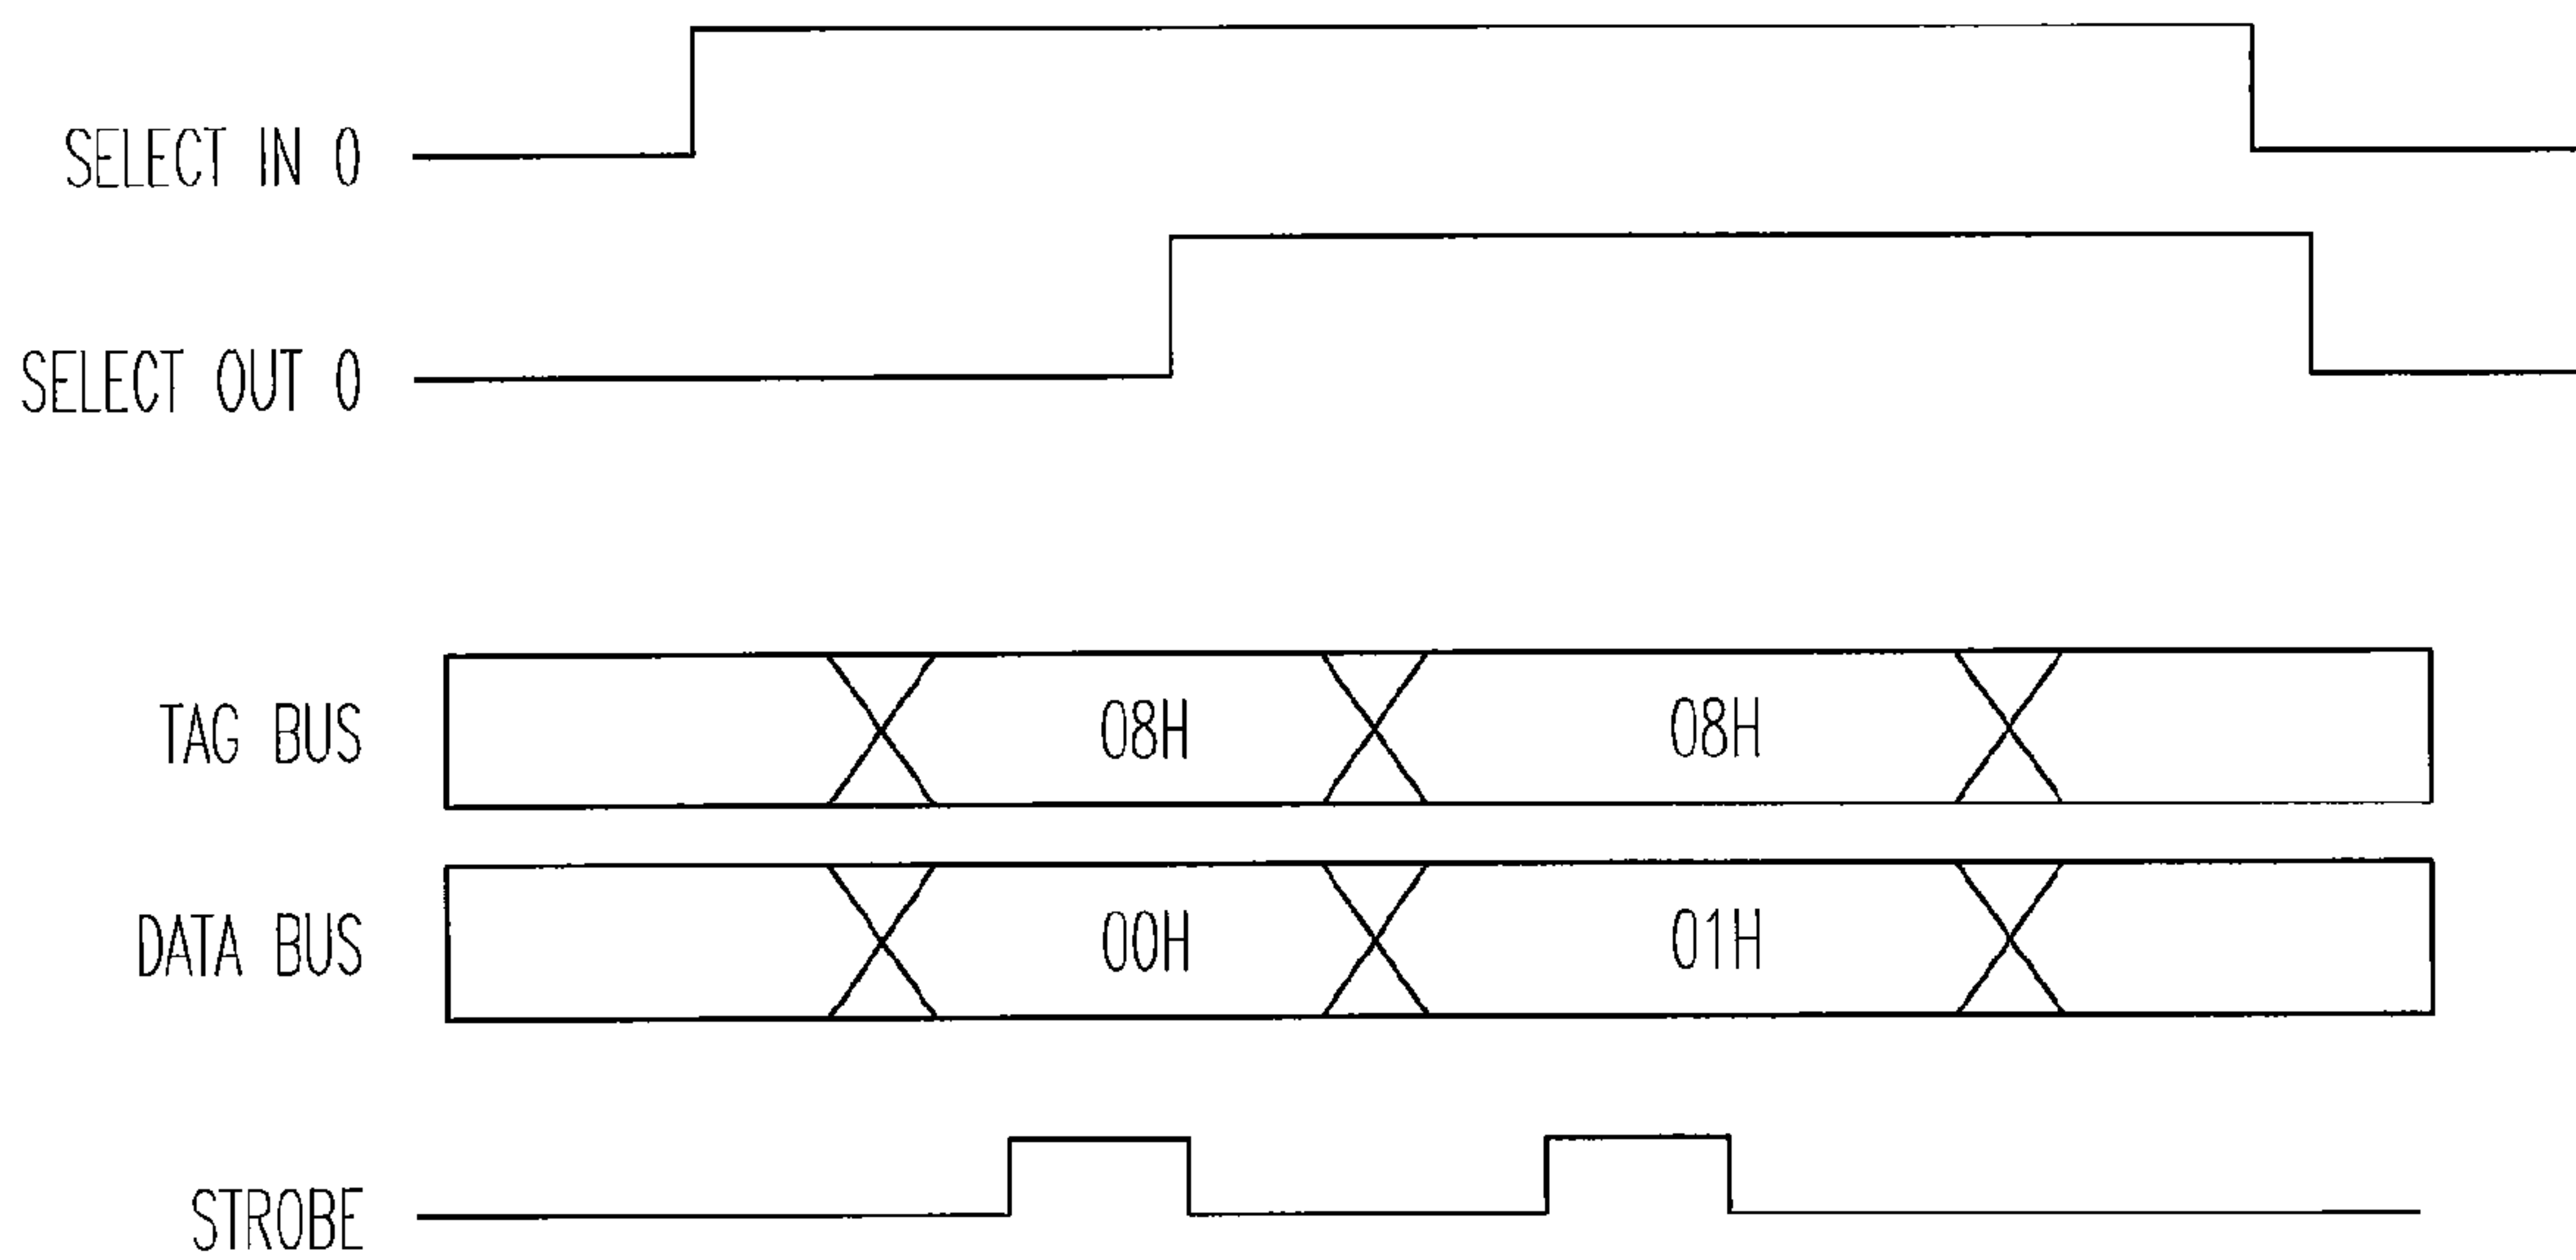 SELECT IN 0
SELECT OUT 0
TAG BUS 08H 08H
DATA BUS 00H 01H
STROBE